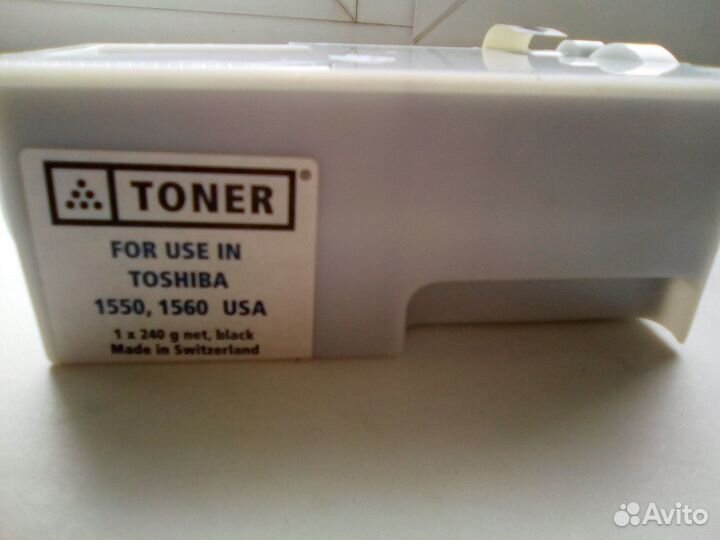 TONER®
FOR USE IN
TOSHIBA
1550, 1560 USA
1 x 240 g net, black
Made in Switzerland
Avito